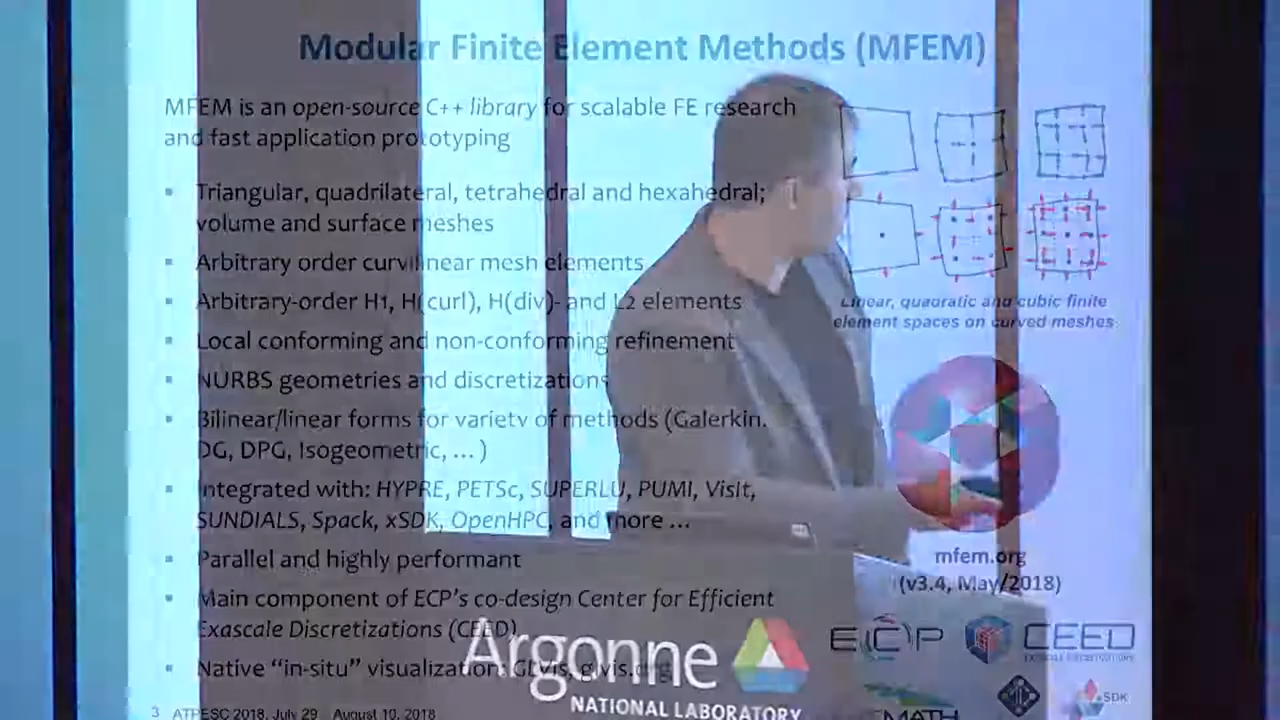 Modular Finite Element Methods (MFEM)
MFEM is an open-source C++ library for scalable FE research
and fast application prototyping
Triangular, quadrilateral, tetrahedral and hexahedral;
volume and surface meshes
Arbitrary order curvilinear mesh elements
Arbitrary-order H1, H(curl), H(div)- and L2 elements
Local conforming and non-conforming refinement
NURBS geometries and discretizations
Bilinear/linear forms for variety of methods (Galerkin.
DG, DPG, Isogeometric, … )
Integrated with: HYPRE, PETSc, SUPERLU, PUMI, Visit,
SUNDIALS, Spack, xSDK, OpenHPC, and more …
Parallel and highly performant
Main component of ECP's co-design Center for Efficient
Exascale Discretizations (CEED)
Native “in-situ” visualization: GLVis, glvis.org
Linear, quadratic and cubic finite
element spaces on curved meshes
mfem.org
(v3.4, May/2018)
ECP
CEED
EXASCALE DISCRETIZATIONS
MATH
SDK
Argonne
NATIONAL LABORATORY
3 ATPESC 2018, July 29 August 10, 2018